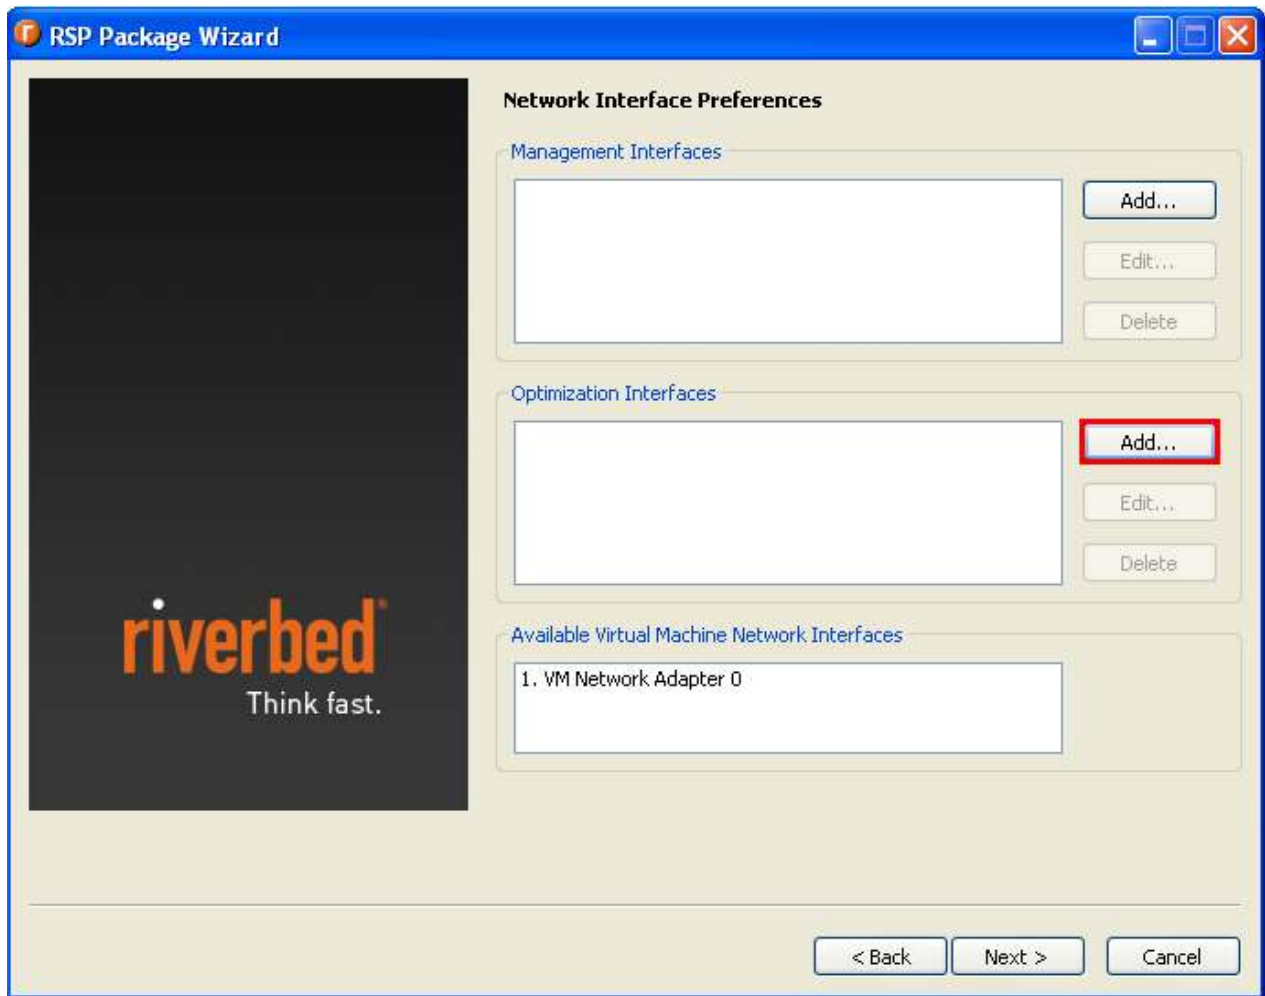 RSP Package Wizard
Network Interface Preferences
Management Interfaces
Add...
Edit...
Delete
Optimization Interfaces
Add...
Edit...
Delete
Available Virtual Machine Network Interfaces
1. VM Network Adapter 0
riverbed®
Think fast.
< Back
Next >
Cancel